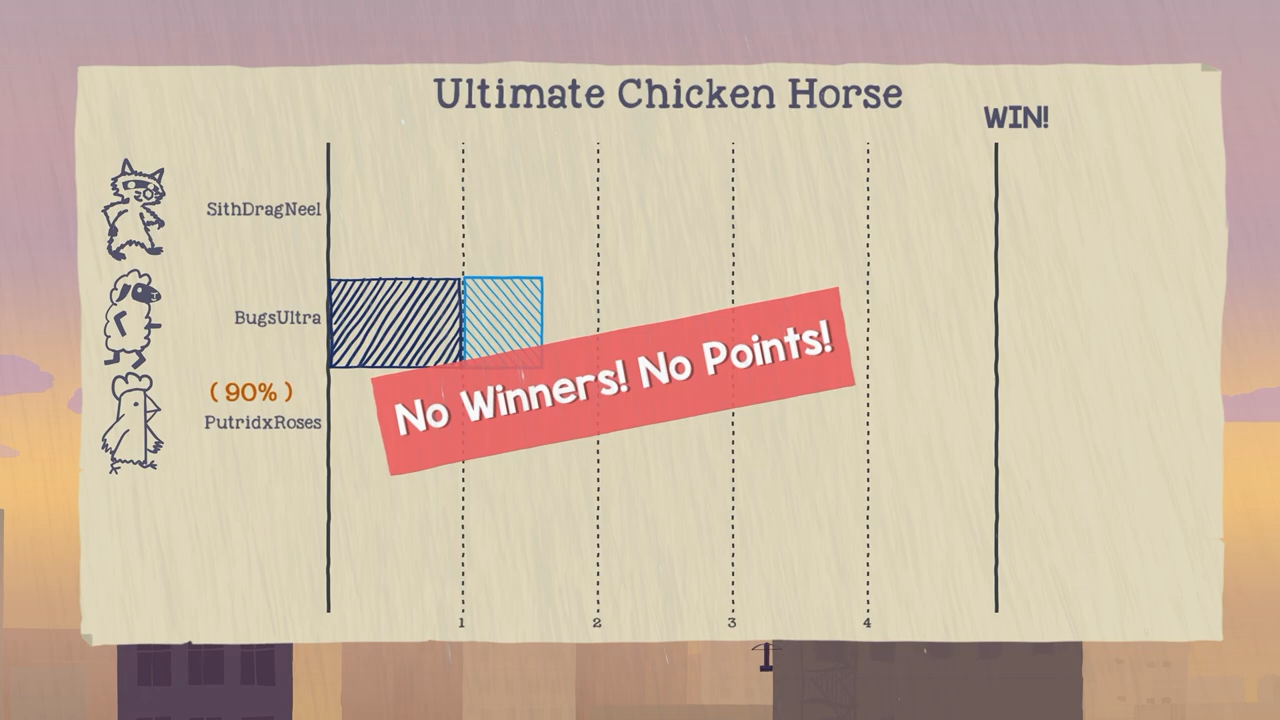 Ultimate Chicken Horse
WIN!
SithDragNeel
BugsUltra
( 90% )
PutridxRoses
No Winners! No Points!
1 2 3 4